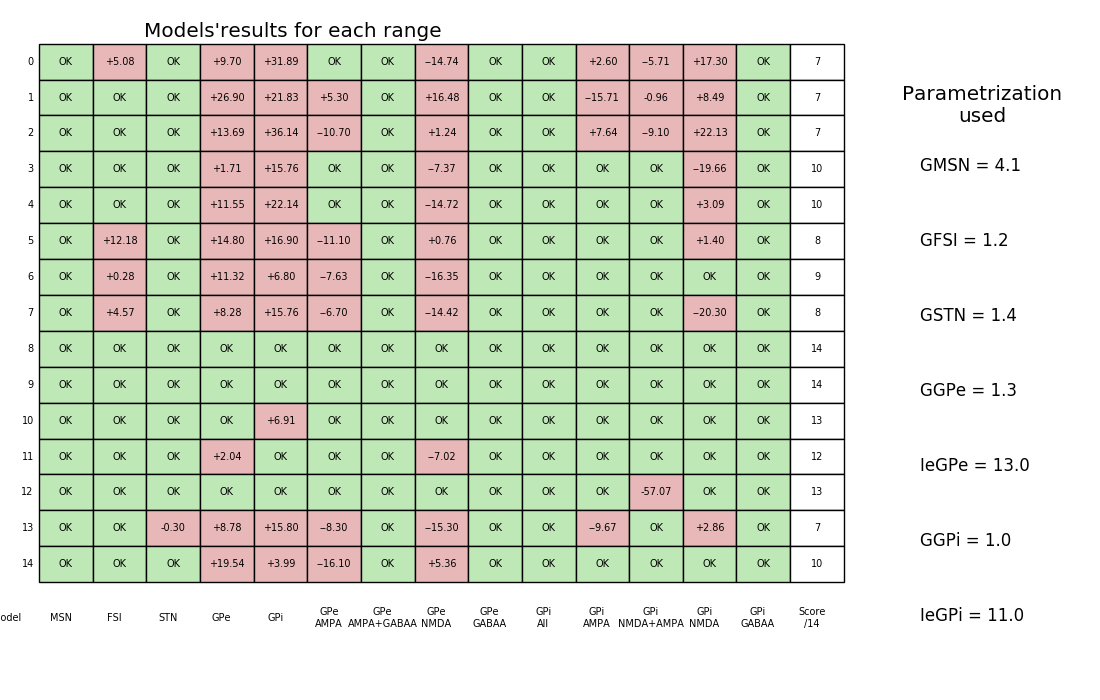 Models'results for each range
0 OK +5.08 OK +9.70 +31.89 OK OK −14.74 OK OK +2.60 −5.71 +17.30 OK 7
1 OK OK OK +26.90 +21.83 +5.30 OK +16.48 OK OK −15.71 -0.96 +8.49 OK 7
2 OK OK OK +13.69 +36.14 −10.70 OK +1.24 OK OK +7.64 −9.10 +22.13 OK 7
3 OK OK OK +1.71 +15.76 OK OK −7.37 OK OK OK OK −19.66 OK 10
4 OK OK OK +11.55 +22.14 OK OK −14.72 OK OK OK OK +3.09 OK 10
5 OK +12.18 OK +14.80 +16.90 −11.10 OK +0.76 OK OK OK OK +1.40 OK 8
6 OK +0.28 OK +11.32 +6.80 −7.63 OK −16.35 OK OK OK OK OK OK 9
7 OK +4.57 OK +8.28 +15.76 −6.70 OK −14.42 OK OK OK OK −20.30 OK 8
8 OK OK OK OK OK OK OK OK OK OK OK OK OK OK 14
9 OK OK OK OK OK OK OK OK OK OK OK OK OK OK 14
10 OK OK OK OK +6.91 OK OK OK OK OK OK OK OK OK 13
11 OK OK OK +2.04 OK OK OK −7.02 OK OK OK OK OK OK 12
12 OK OK OK OK OK OK OK OK OK OK OK -57.07 OK OK 13
13 OK OK -0.30 +8.78 +15.80 −8.30 OK −15.30 OK OK −9.67 OK +2.86 OK 7
14 OK OK OK +19.54 +3.99 −16.10 OK +5.36 OK OK OK OK OK OK 10
odel MSN FSI STN GPe GPi GPe AMPA GPe AMPA+GABAA GPe NMDA GPe GABAA GPi All GPi AMPA GPi NMDA+AMPA GPi NMDA GPi GABAA Score /14
Parametrization
used
GMSN = 4.1
GFSI = 1.2
GSTN = 1.4
GGPe = 1.3
IeGPe = 13.0
GGPi = 1.0
IeGPi = 11.0